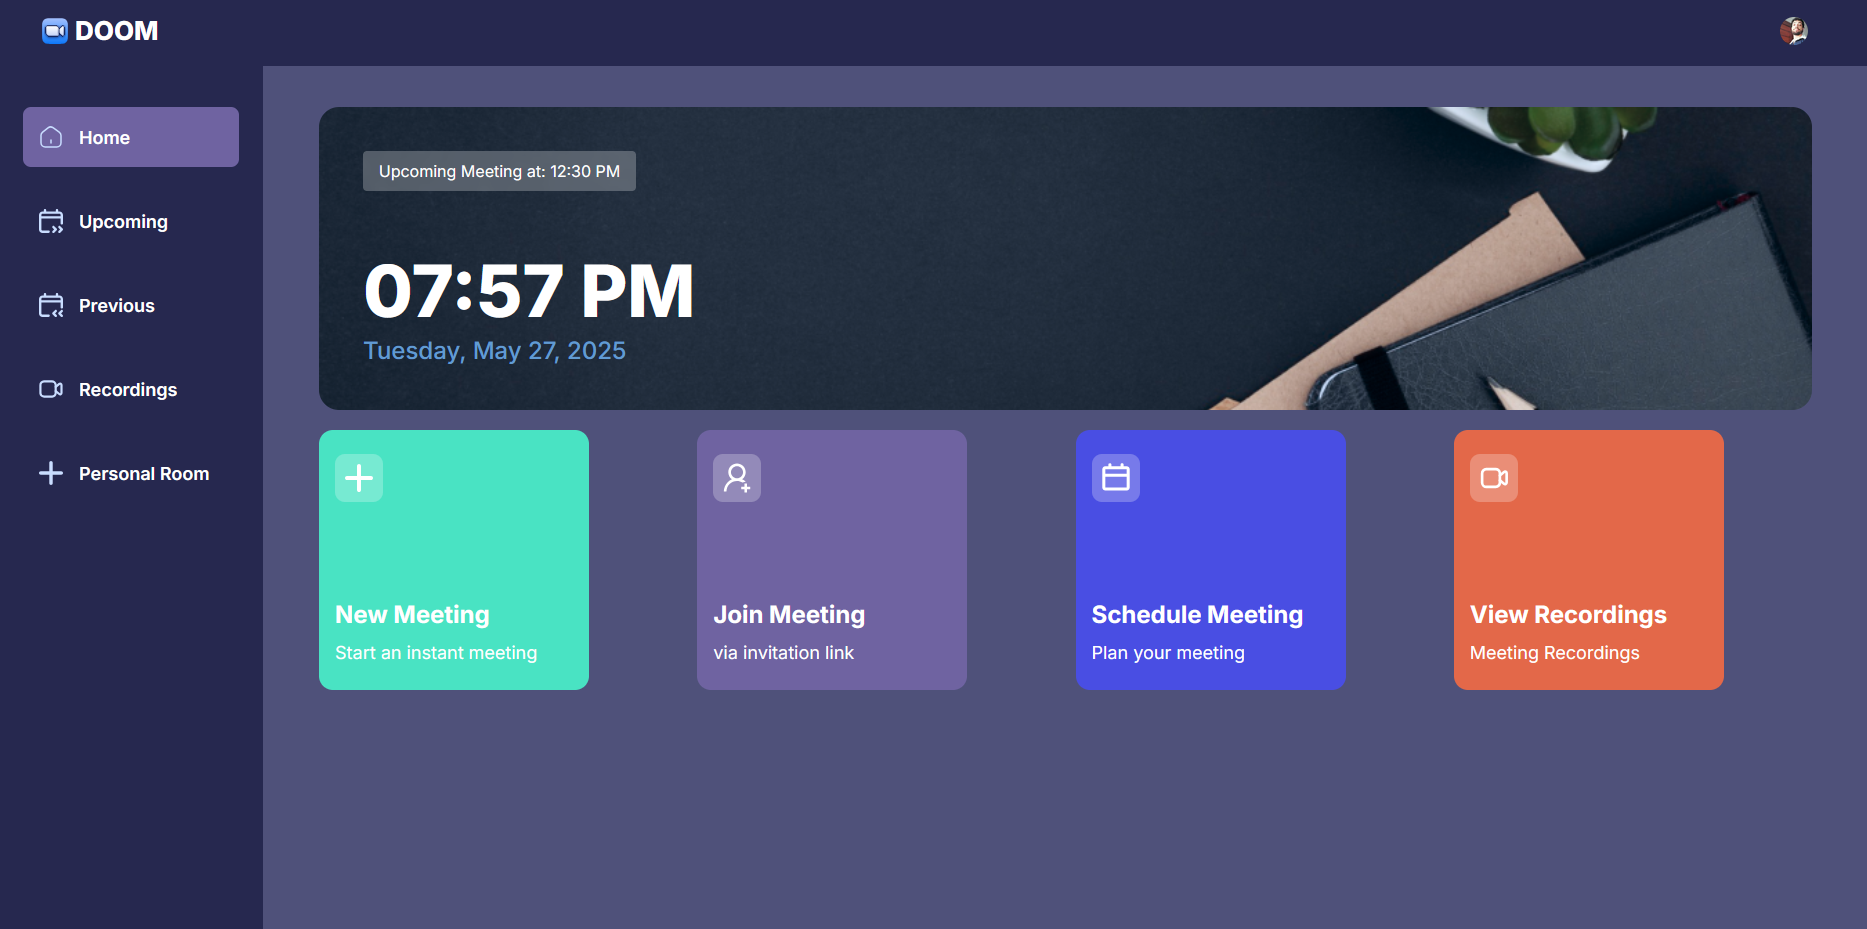 DOOM
Home
Upcoming
Previous
Recordings
Personal Room
Upcoming Meeting at: 12:30 PM
07:57 PM
Tuesday, May 27, 2025
New Meeting
Start an instant meeting
Join Meeting
via invitation link
Schedule Meeting
Plan your meeting
View Recordings
Meeting Recordings